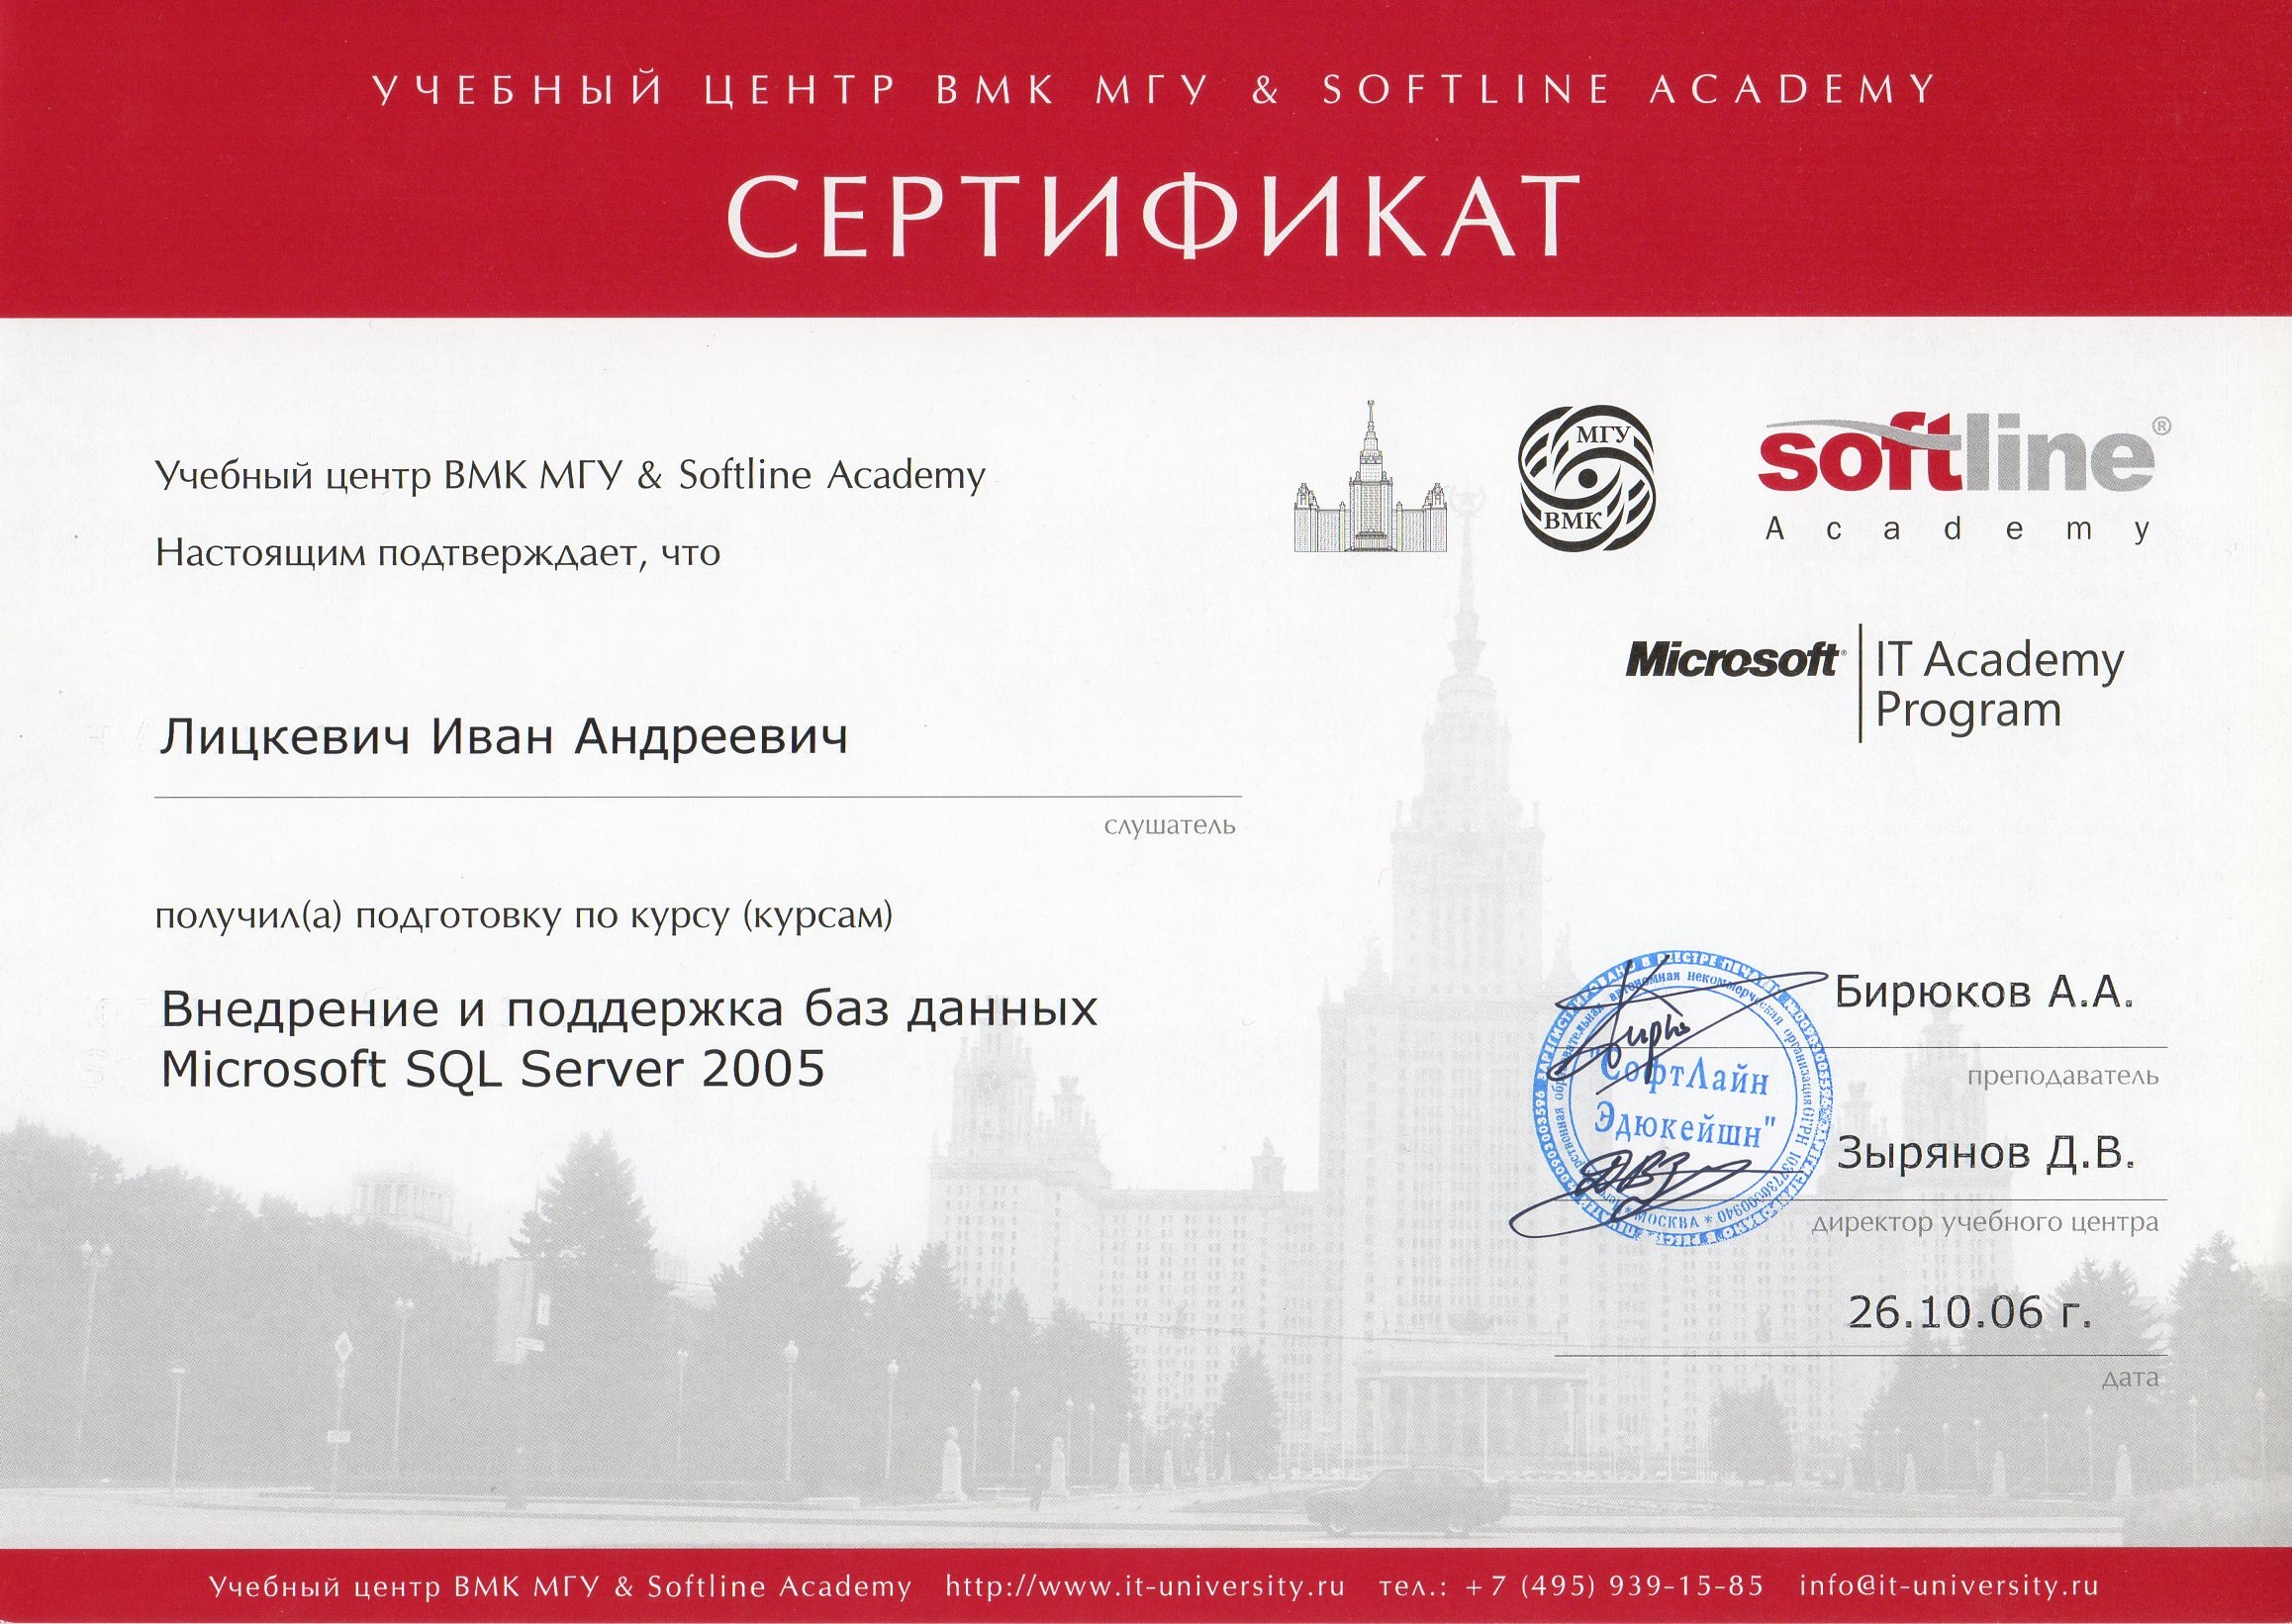 УЧЕБНЫЙ ЦЕНТР ВМК МГУ & SOFTLINE ACADEMY
СЕРТИФИКАТ
Учебный центр ВМК МГУ & Softline Academy
Настоящим подтверждает, что
МГУ
ВМК
softline®
Academy
Microsoft® IT Academy
Program
Лицкевич Иван Андреевич
слушатель
получил(а) подготовку по курсу (курсам)
Внедрение и поддержка баз данных
Microsoft SQL Server 2005
Бирюков А.А.
преподаватель
"СофтЛайн
Эдюкейшн"
* МОСКВА *
автономная некоммерческая организация
Зырянов Д.В.
директор учебного центра
26.10.06 г.
дата
Учебный центр ВМК МГУ & Softline Academy http://www.it-university.ru тел.: +7 (495) 939-15-85 info@it-university.ru